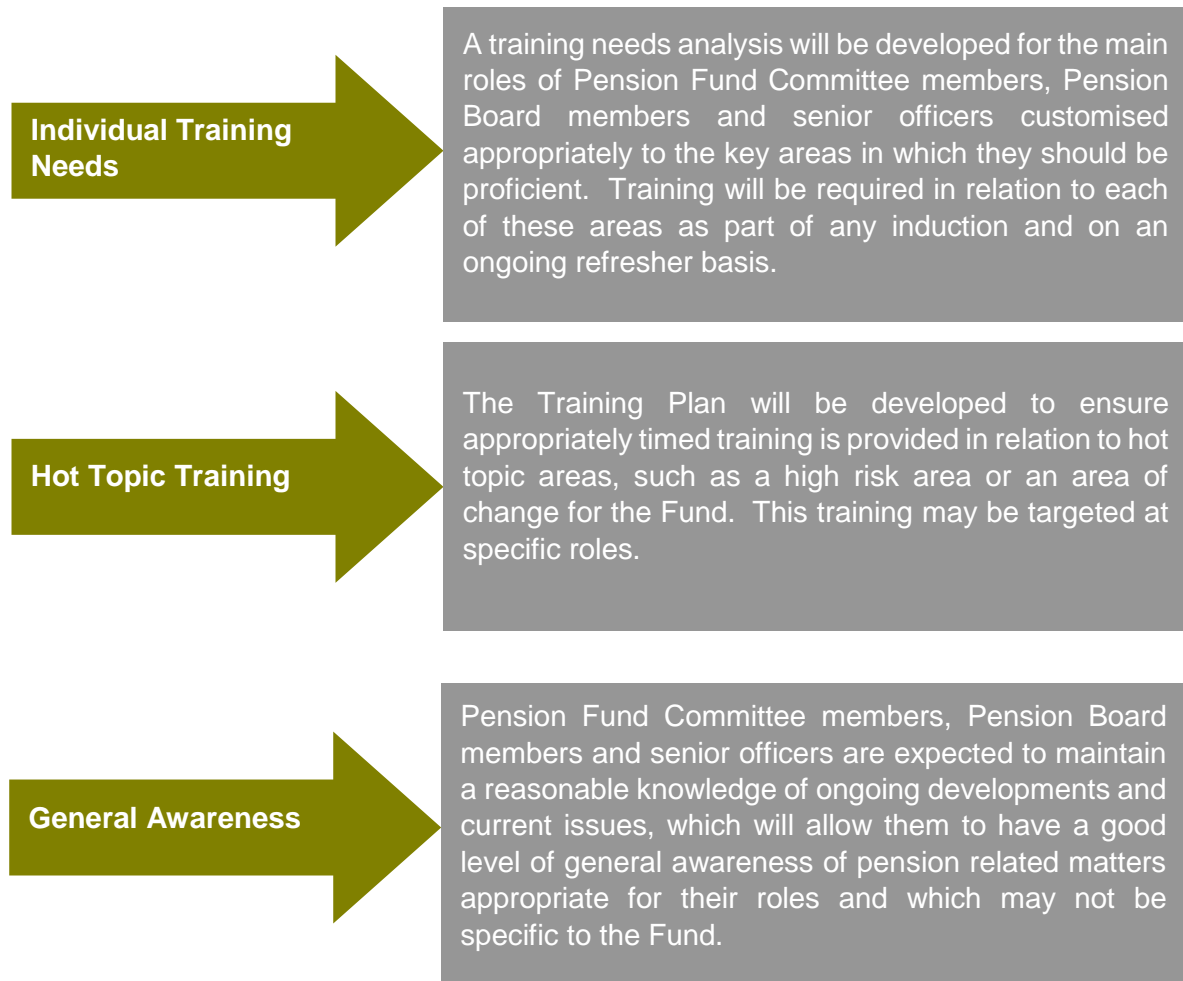 Individual Training
Needs
A training needs analysis will be developed for the main
roles of Pension Fund Committee members, Pension
Board members and senior officers customised
appropriately to the key areas in which they should be
proficient. Training will be required in relation to each
of these areas as part of any induction and on an
ongoing refresher basis.
Hot Topic Training
The Training Plan will be developed to ensure
appropriately timed training is provided in relation to hot
topic areas, such as a high risk area or an area of
change for the Fund. This training may be targeted at
specific roles.
General Awareness
Pension Fund Committee members, Pension Board
members and senior officers are expected to maintain
a reasonable knowledge of ongoing developments and
current issues, which will allow them to have a good
level of general awareness of pension related matters
appropriate for their roles and which may not be
specific to the Fund.